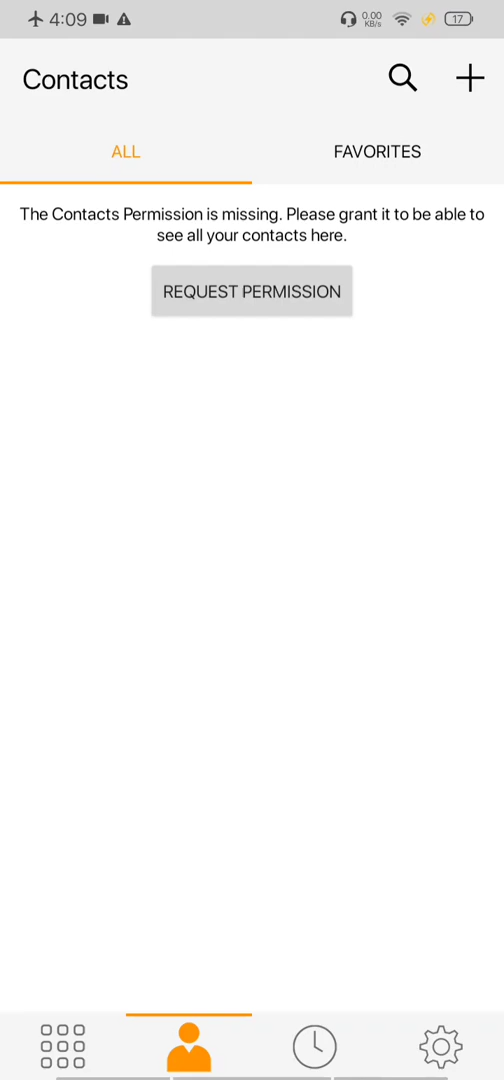 4:09
0.00
KB/s
17
Contacts
ALL
FAVORITES
The Contacts Permission is missing. Please grant it to be able to
see all your contacts here.
REQUEST PERMISSION